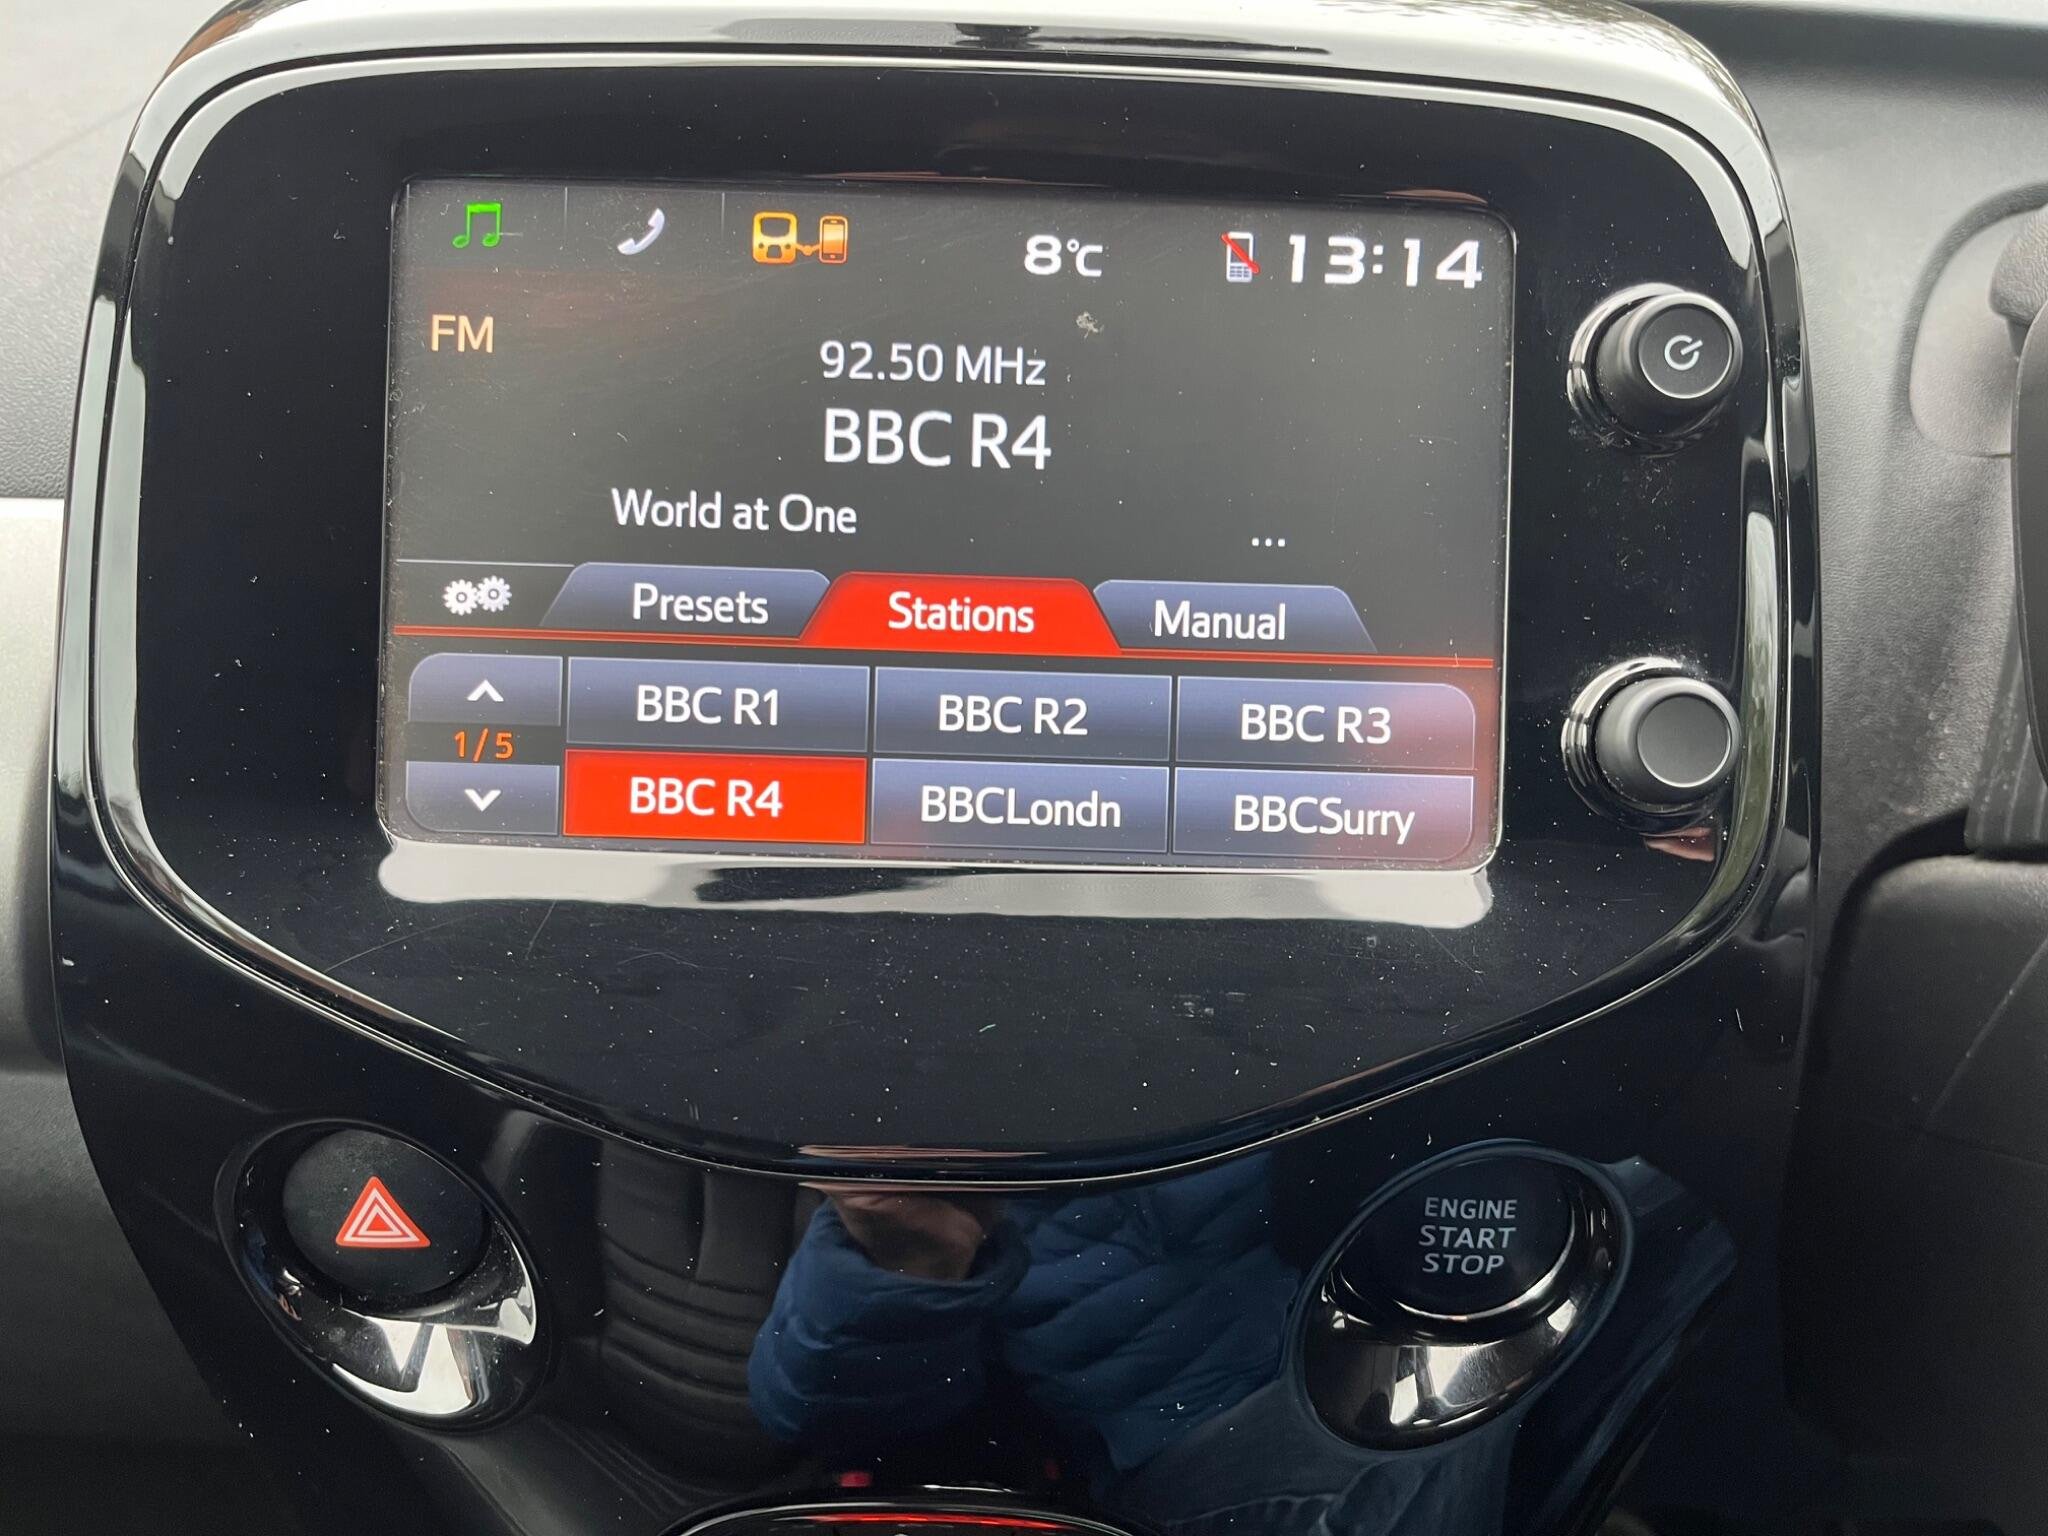 8°C
13:14
FM
92.50 MHz
BBC R4
World at One
...
Presets
Stations
Manual
BBC R1
BBC R2
BBC R3
1/5
BBC R4
BBCLondn
BBCSurry
ENGINE
START
STOP